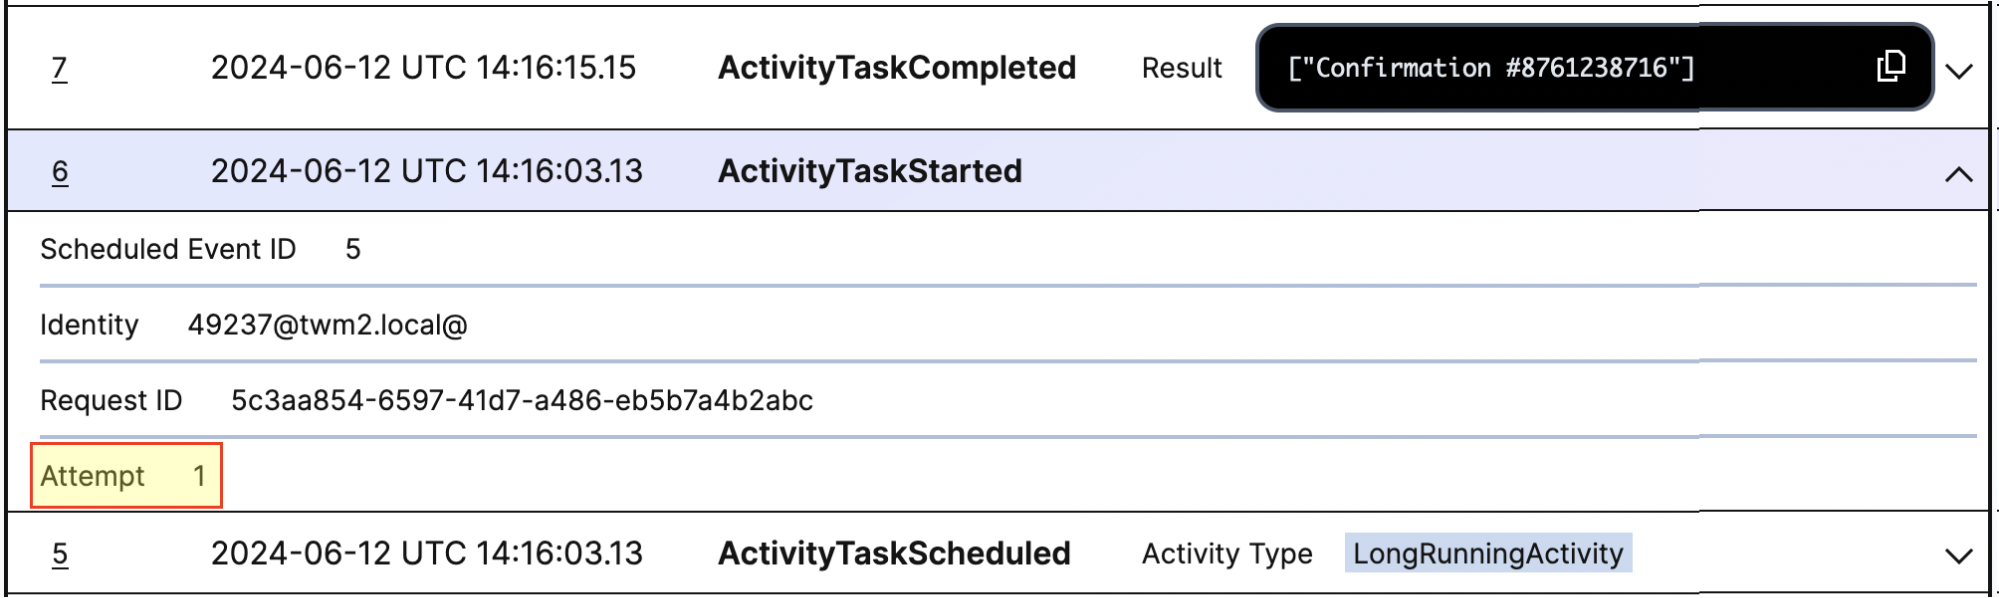 7 2024-06-12 UTC 14:16:15.15 ActivityTaskCompleted Result ["Confirmation #8761238716"]
6 2024-06-12 UTC 14:16:03.13 ActivityTaskStarted
Scheduled Event ID 5
Identity 49237@twm2.local@
Request ID 5c3aa854-6597-41d7-a486-eb5b7a4b2abc
Attempt 1
5 2024-06-12 UTC 14:16:03.13 ActivityTaskScheduled Activity Type LongRunningActivity